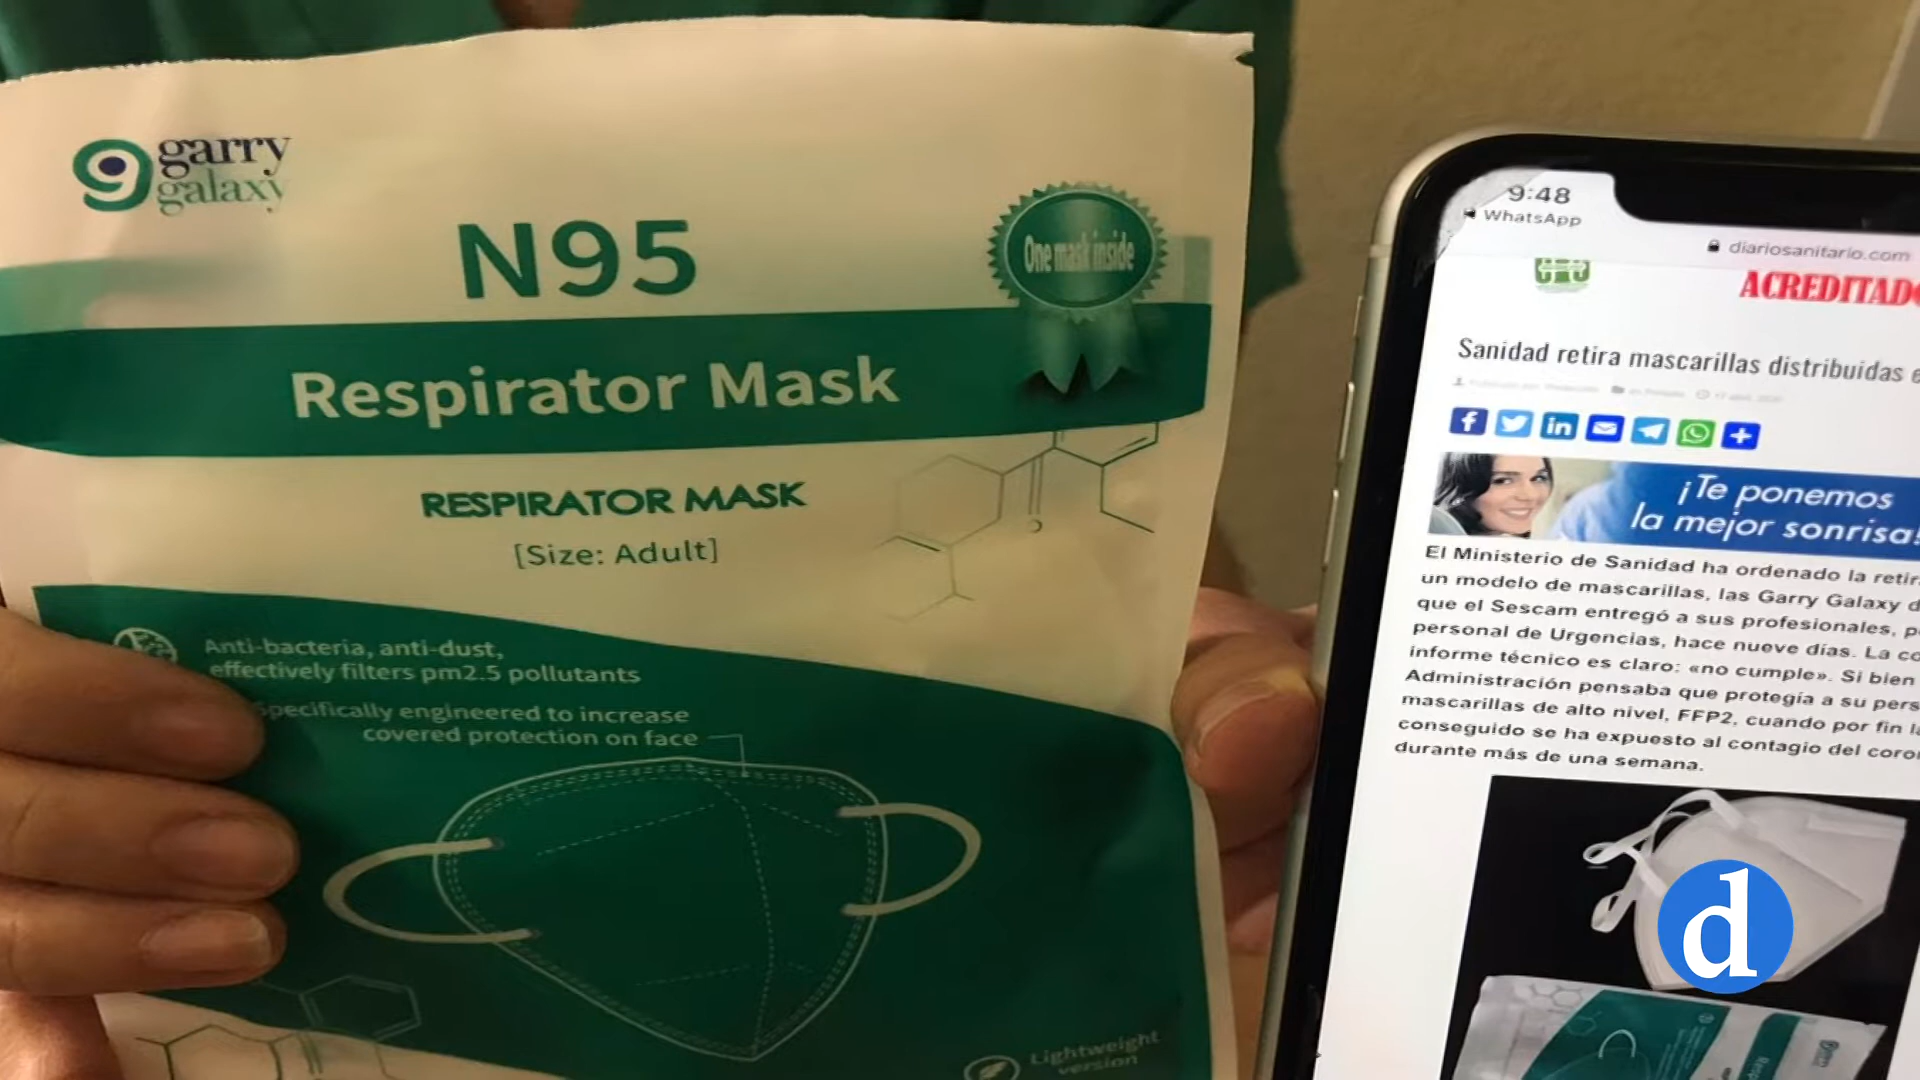 garry
galaxy
N95
One mask inside
Respirator Mask
RESPIRATOR MASK
[Size: Adult]
Anti-bacteria, anti-dust,
effectively filters pm2.5 pollutants
Specifically engineered to increase
covered protection on face
Lightweight
version
9:48
WhatsApp
diariosanitario.com
ACREDITADO
Sanidad retira mascarillas distribuidas e
¡Te ponemos
la mejor sonrisa!
El Ministerio de Sanidad ha ordenado la retir
un modelo de mascarillas, las Garry Galaxy d
que el Sescam entregó a sus profesionales, p
personal de Urgencias, hace nueve días. La co
informe técnico es claro: «no cumple». Si bien
Administración pensaba que protegía a su pers
mascarillas de alto nivel, FFP2, cuando por fin l
conseguido se ha expuesto al contagio del coro
durante más de una semana.
d